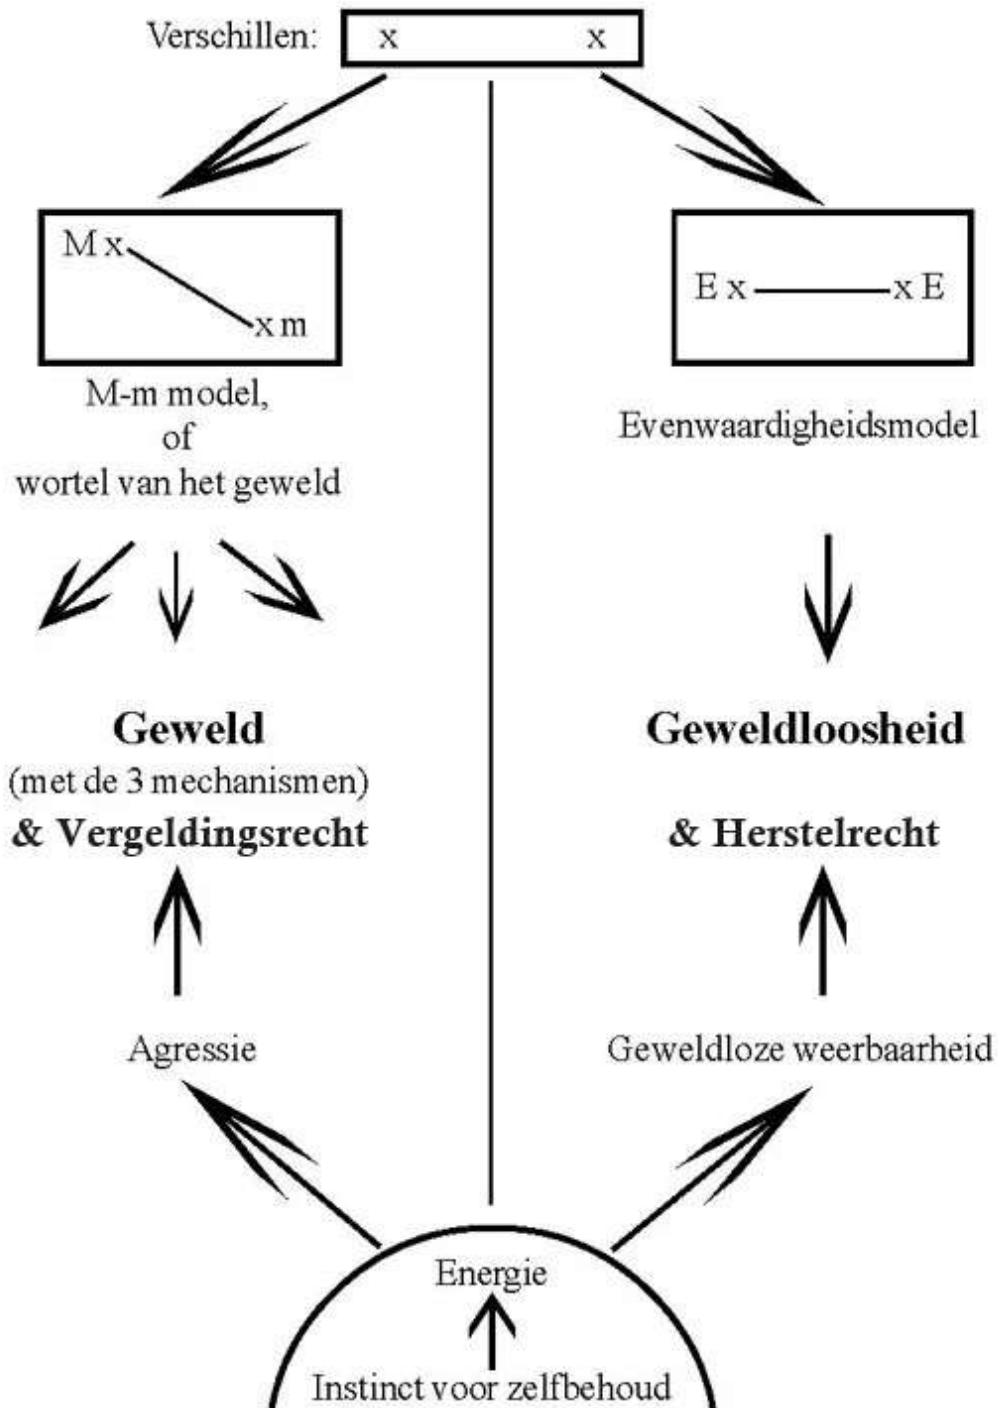 Verschillen: x x
M x
x m
E x x E
M-m model,
of
wortel van het geweld
Evenwaardigheidsmodel
Geweld
(met de 3 mechanismen)
& Vergeldingsrecht
Geweldloosheid
& Herstelrecht
Agressie
Geweldloze weerbaarheid
Energie
Instinct voor zelfbehoud